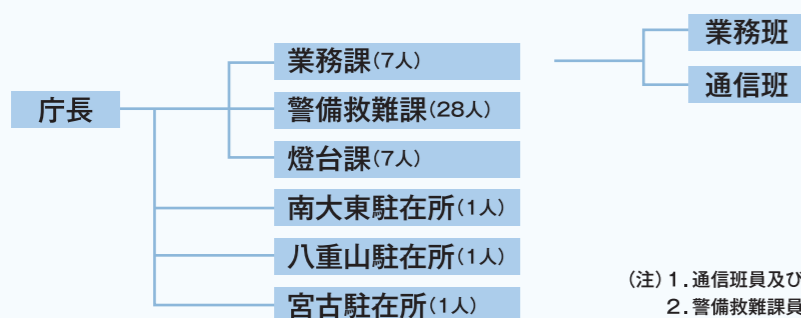 庁長
業務課(7人)
警備救難課(28人)
燈台課(7人)
南大東駐在所(1人)
八重山駐在所(1人)
宮古駐在所(1人)
業務班
通信班
(注)1.通信班員及び
2.警備救難課員